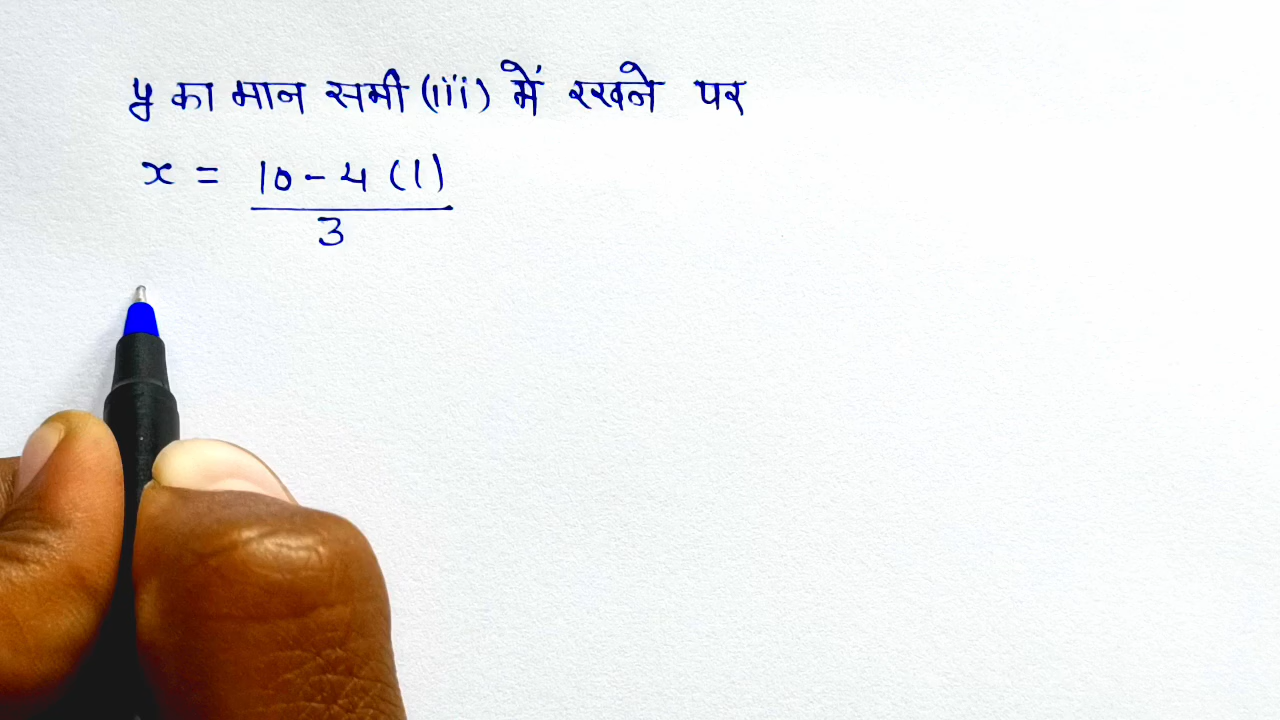 y का मान समी (iii) में रखने पर
x = 10 - 4 (1)
3